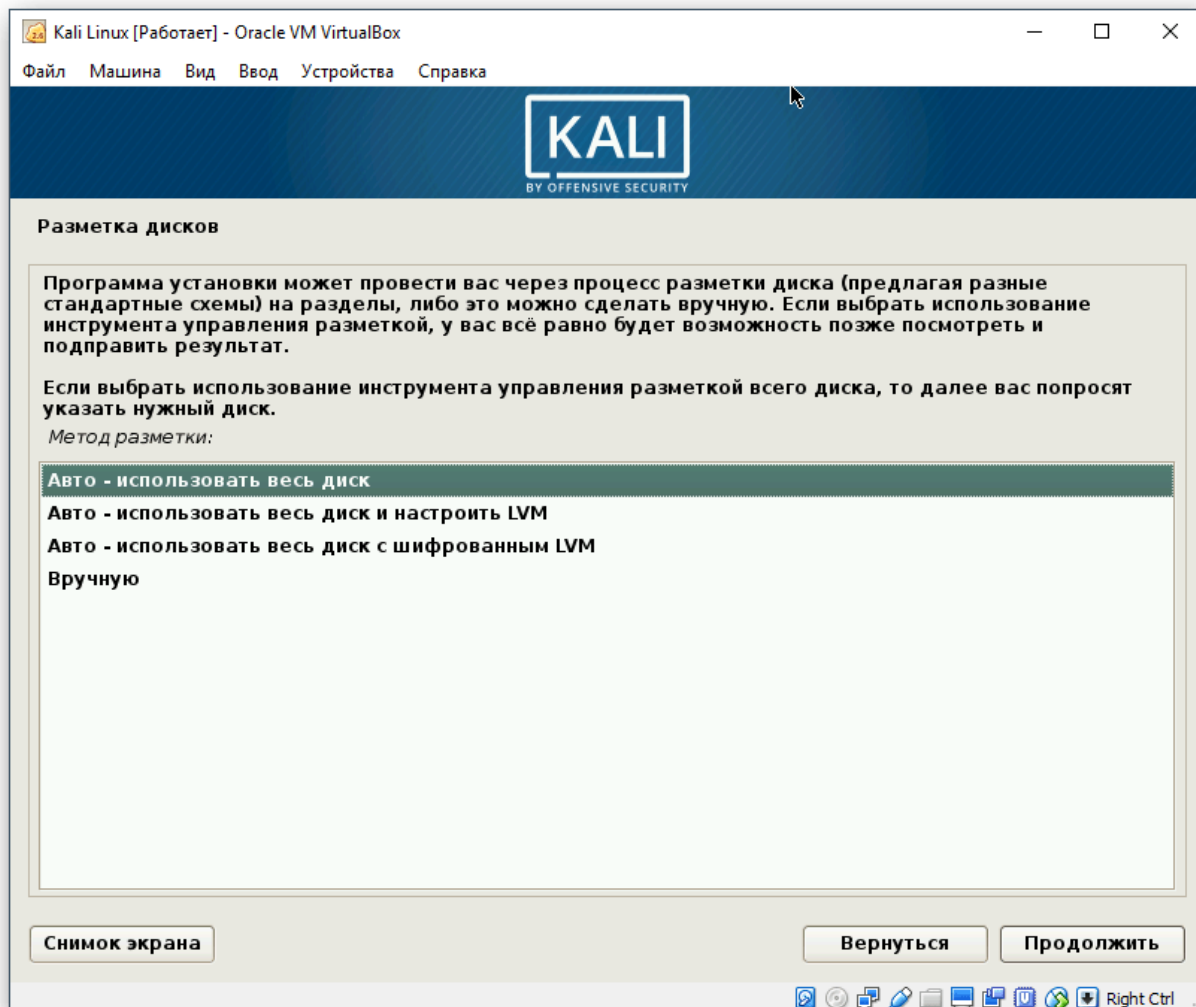 Kali Linux [Работает] - Oracle VM VirtualBox
Файл Машина Вид Ввод Устройства Справка
KALI
BY OFFENSIVE SECURITY
Разметка дисков
Программа установки может провести вас через процесс разметки диска (предлагая разные
стандартные схемы) на разделы, либо это можно сделать вручную. Если выбрать использование
инструмента управления разметкой, у вас всё равно будет возможность позже посмотреть и
подправить результат.
Если выбрать использование инструмента управления разметкой всего диска, то далее вас попросят
указать нужный диск.
Метод разметки:
Авто - использовать весь диск
Авто - использовать весь диск и настроить LVM
Авто - использовать весь диск с шифрованным LVM
Вручную
Снимок экрана Вернуться Продолжить
Right Ctrl